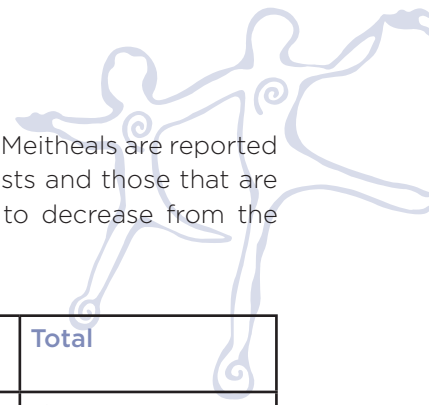 Meitheals are reported
sts and those that are
to decrease from the
Total